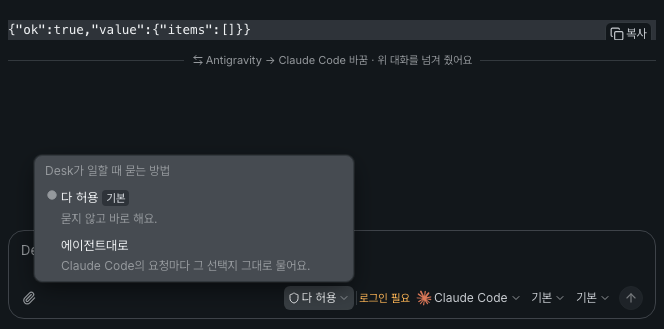 {"ok":true,"value":{"items":[]}}
복사
Antigravity → Claude Code 바꿈 · 위 대화를 넘겨 줬어요
Desk가 일할 때 묻는 방법
다 허용 기본
묻지 않고 바로 해요.
에이전트대로
Claude Code의 요청마다 그 선택지 그대로 물어요.
다 허용 로그인 필요 Claude Code 기본 기본